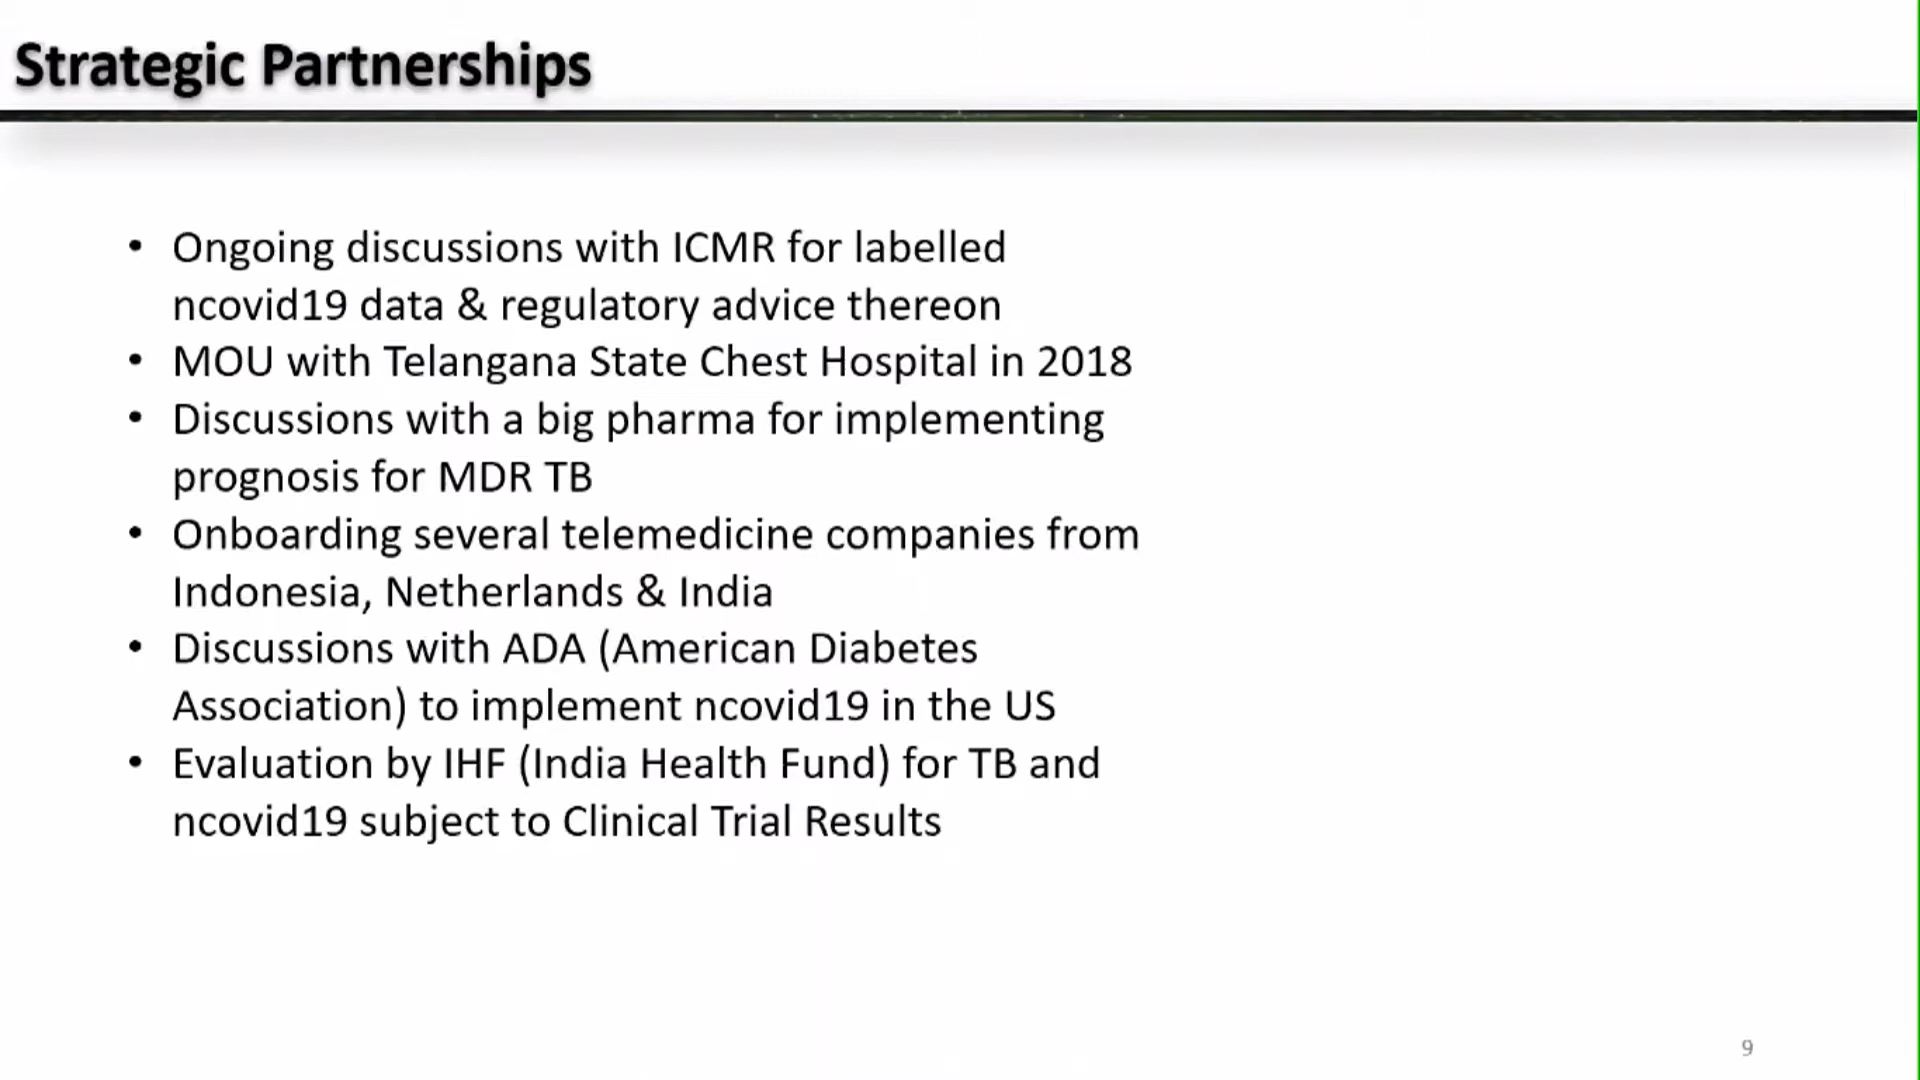 Strategic Partnerships
• Ongoing discussions with ICMR for labelled
ncovid19 data & regulatory advice thereon
• MOU with Telangana State Chest Hospital in 2018
• Discussions with a big pharma for implementing
prognosis for MDR TB
• Onboarding several telemedicine companies from
Indonesia, Netherlands & India
• Discussions with ADA (American Diabetes
Association) to implement ncovid19 in the US
• Evaluation by IHF (India Health Fund) for TB and
ncovid19 subject to Clinical Trial Results
9